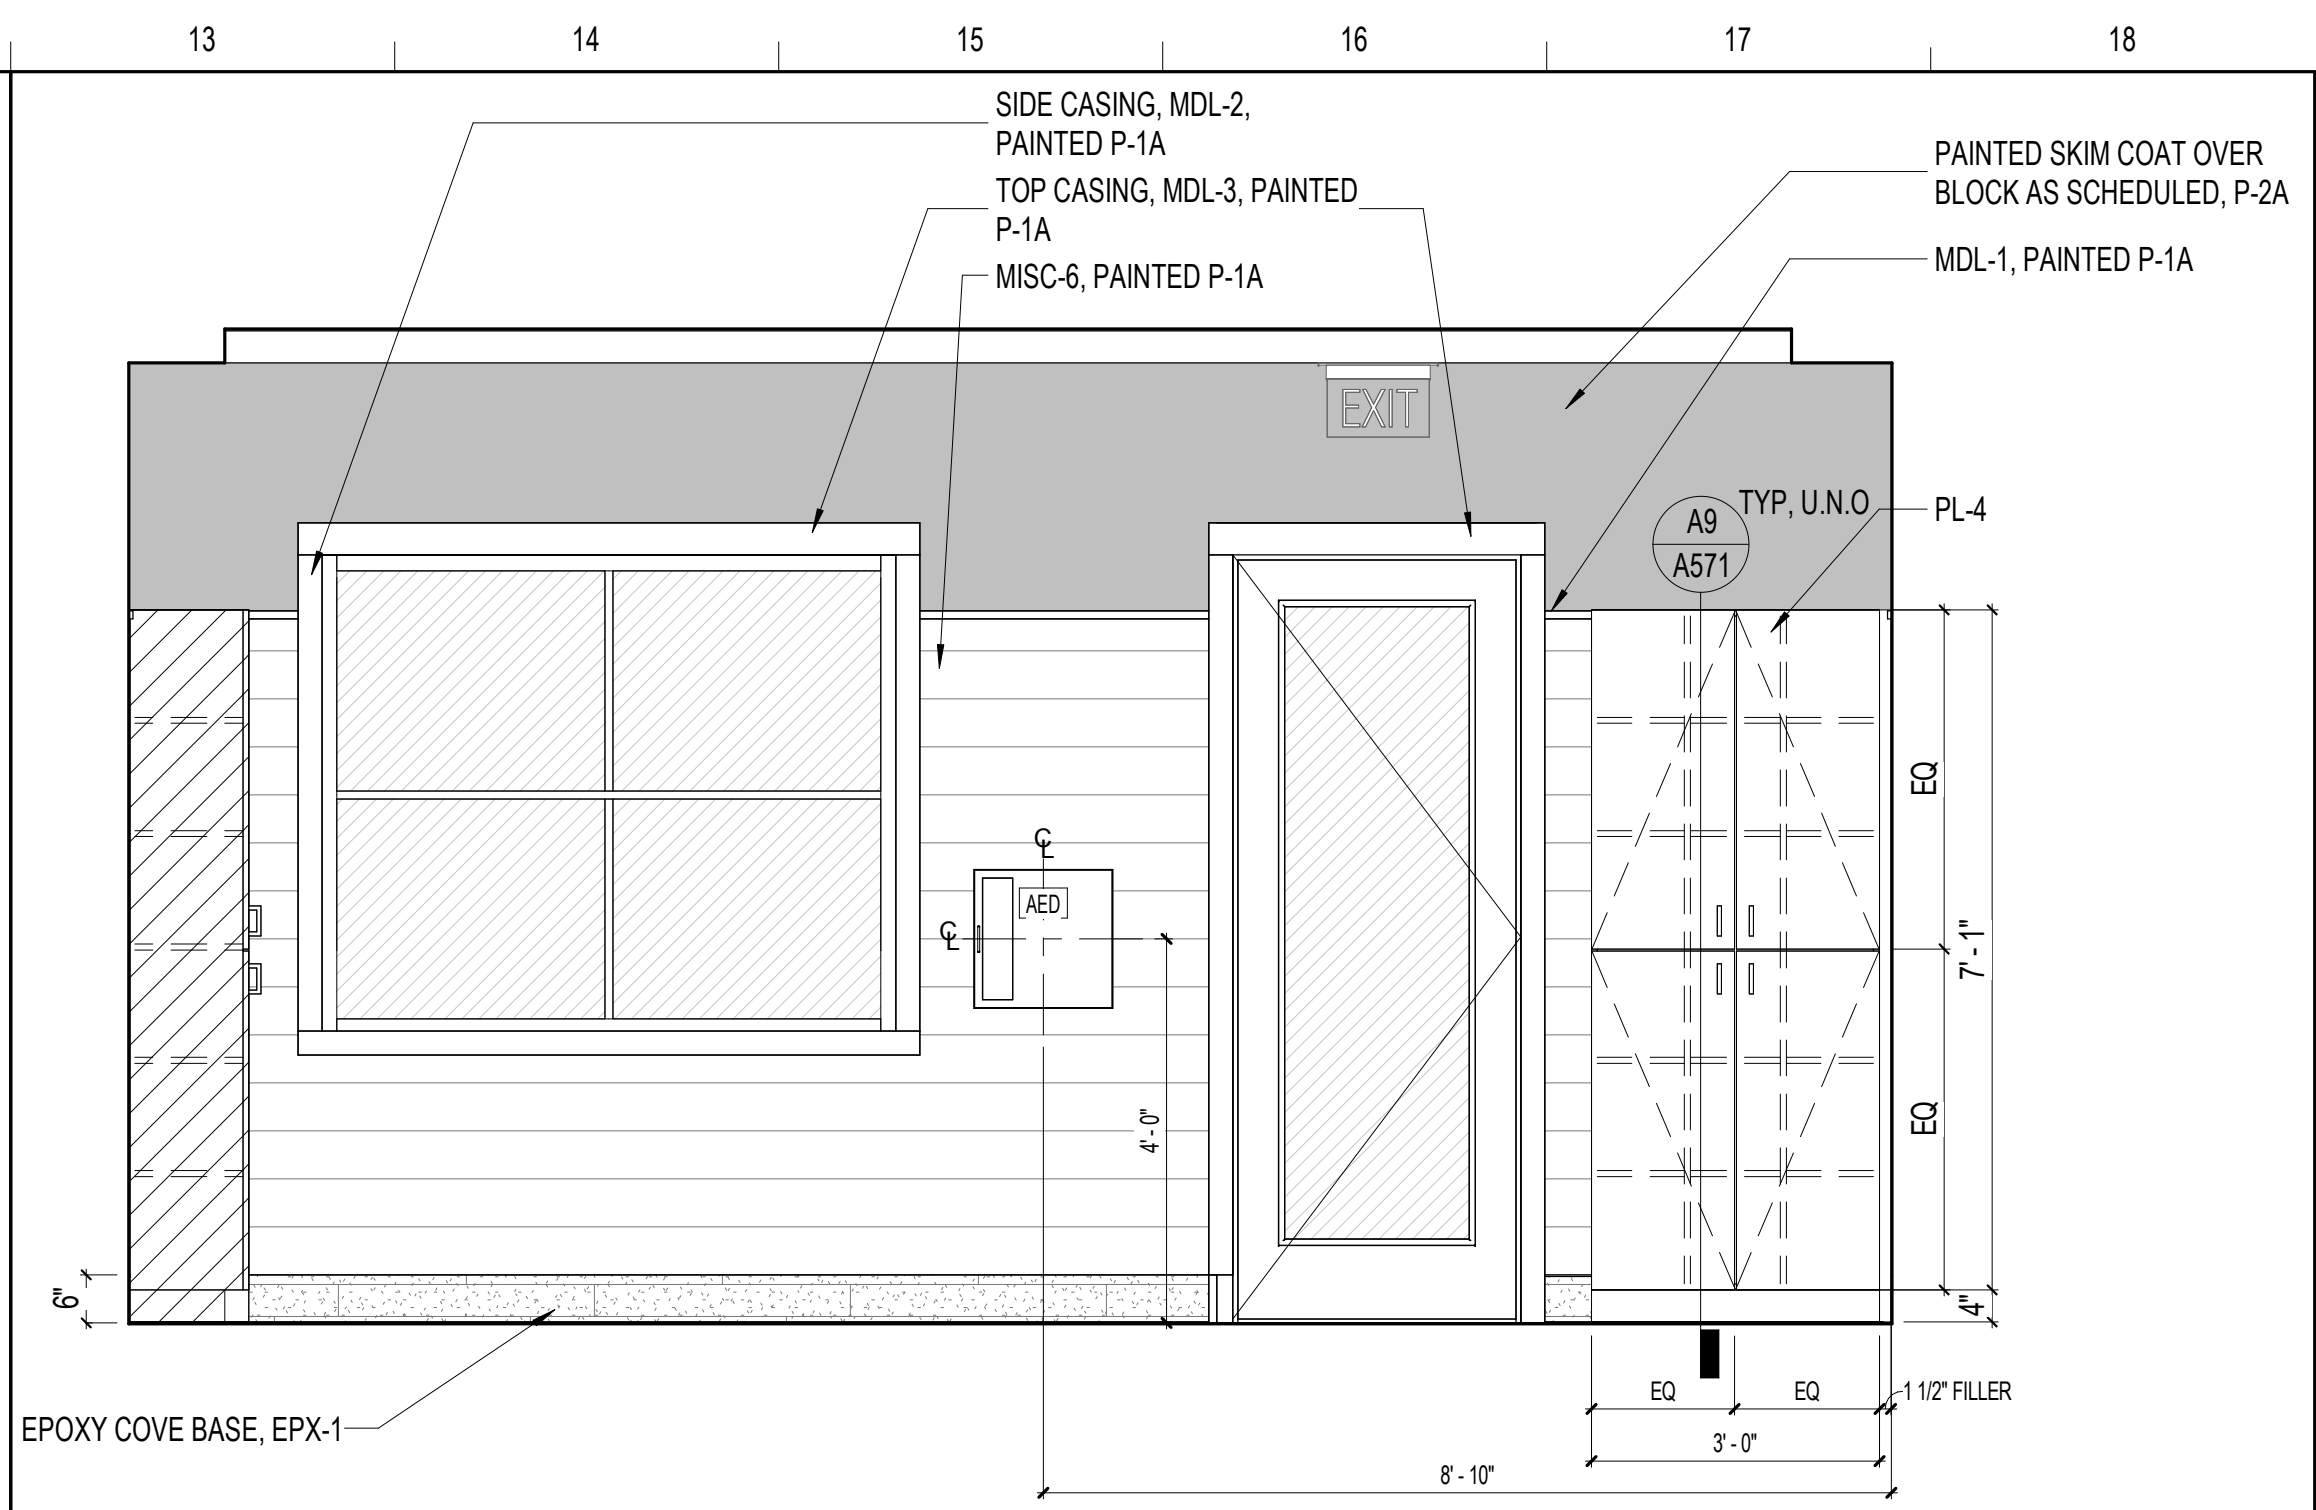 13 14 15 16 17 18
SIDE CASING, MDL-2,
PAINTED P-1A
TOP CASING, MDL-3, PAINTED
P-1A
MISC-6, PAINTED P-1A
PAINTED SKIM COAT OVER
BLOCK AS SCHEDULED, P-2A
MDL-1, PAINTED P-1A
EXIT
TYP, U.N.O
PL-4
A9
A571
EQ
℄
AED
℄
7' - 1"
4' - 0"
EQ
6"
4"
EQ
EQ
1 1/2" FILLER
EPOXY COVE BASE, EPX-1
3' - 0"
8' - 10"